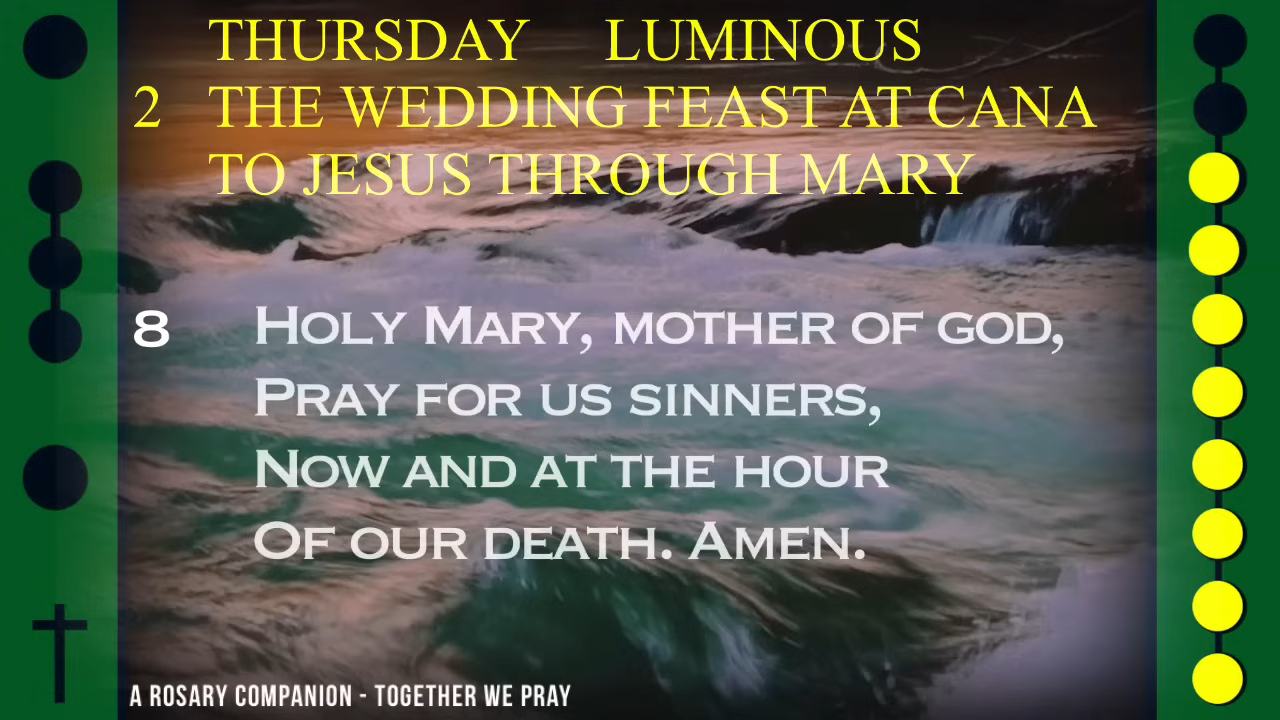 THURSDAY LUMINOUS
2 THE WEDDING FEAST AT CANA
TO JESUS THROUGH MARY
8 Holy Mary, mother of god,
Pray for us sinners,
Now and at the hour
Of our death. Amen.
A ROSARY COMPANION - TOGETHER WE PRAY